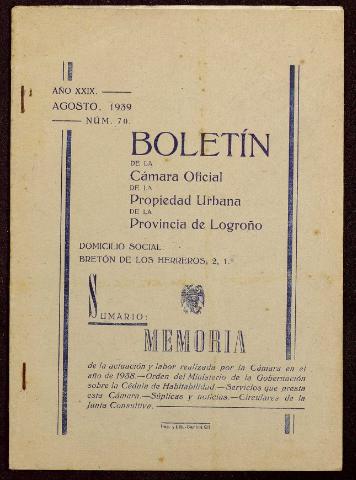 AÑO XXIX.
AGOSTO, 1939
NÚM. 70.
BOLETÍN
DE LA
Cámara Oficial
DE LA
Propiedad Urbana
DE LA
Provincia de Logroño
DOMICILIO SOCIAL:
BRETÓN DE LOS HERREROS, 2, 1.º
SUMARIO:
MEMORIA
de la actuación y labor realizada por la Cámara en el
año de 1938.—Orden del Ministerio de la Gobernación
sobre la Cédula de Habitabilidad.—Servicios que presta
esta Cámara.—Súplicas y noticias.—Circulares de la
Junta Consultiva.